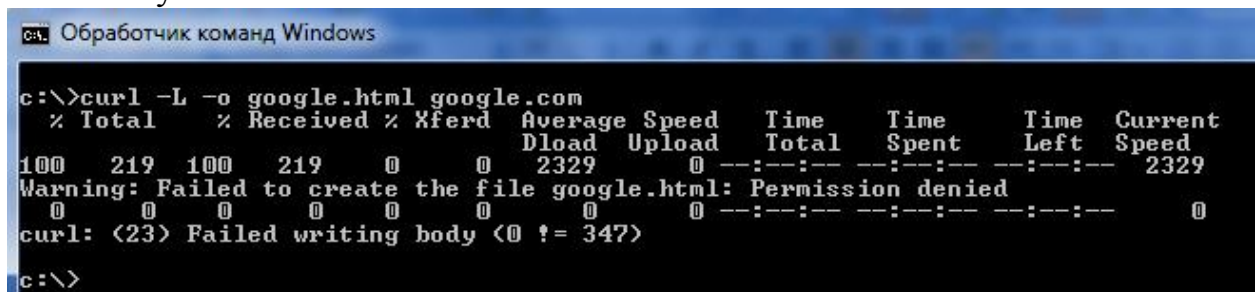 Обработчик команд Windows
c:\>curl -L -o google.html google.com
% Total % Received % Xferd Average Speed Time Time Time Current
Dload Upload Total Spent Left Speed
100 219 100 219 0 0 2329 0 --:--:-- --:--:-- --:--:-- 2329
Warning: Failed to create the file google.html: Permission denied
0 0 0 0 0 0 0 0 --:--:-- --:--:-- --:--:-- 0
curl: (23) Failed writing body (0 != 347)
c:\>